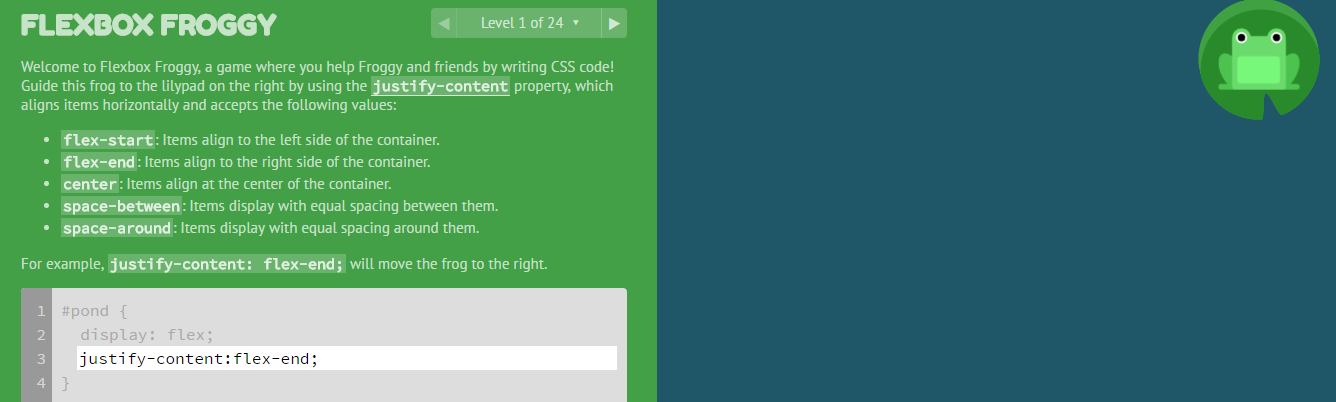 FLEXBOX FROGGY
◀ Level 1 of 24 ▼ ▶
Welcome to Flexbox Froggy, a game where you help Froggy and friends by writing CSS code!
Guide this frog to the lilypad on the right by using the justify-content property, which
aligns items horizontally and accepts the following values:
• flex-start: Items align to the left side of the container.
• flex-end: Items align to the right side of the container.
• center: Items align at the center of the container.
• space-between: Items display with equal spacing between them.
• space-around: Items display with equal spacing around them.
For example, justify-content: flex-end; will move the frog to the right.
1 #pond {
2 display: flex;
3 justify-content:flex-end;
4 }